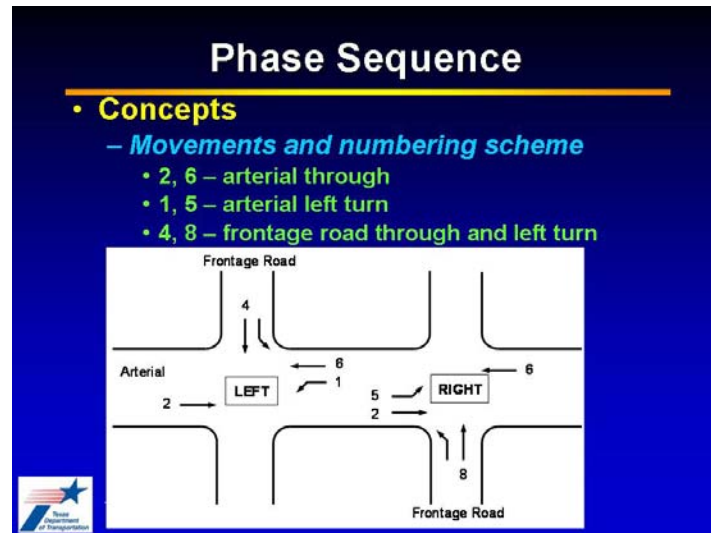 Phase Sequence
• Concepts
– Movements and numbering scheme
• 2, 6 – arterial through
• 1, 5 – arterial left turn
• 4, 8 – frontage road through and left turn
Frontage Road
4
6
6
Arterial
1
LEFT
5
RIGHT
2
2
8
Frontage Road
Texas
Department
of Transportation